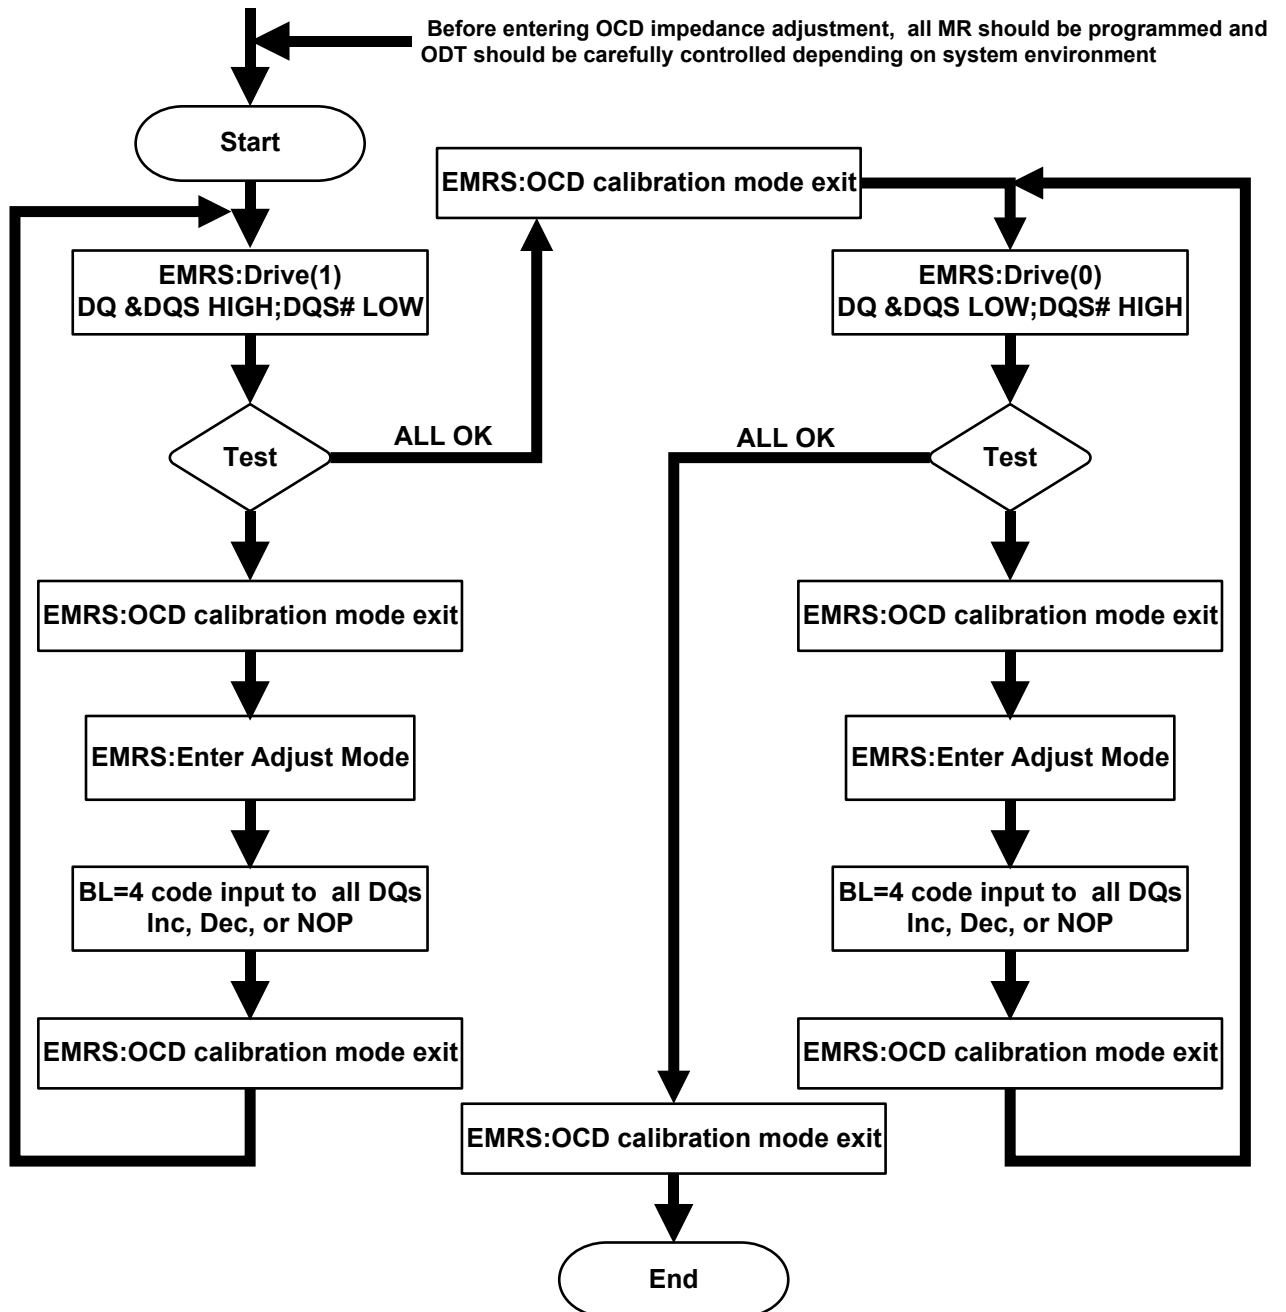 Before entering OCD impedance adjustment, all MR should be programmed and
ODT should be carefully controlled depending on system environment
Start
EMRS:OCD calibration mode exit
EMRS:Drive(1)
DQ &DQS HIGH;DQS# LOW
EMRS:Drive(0)
DQ &DQS LOW;DQS# HIGH
Test
ALL OK
ALL OK
Test
EMRS:OCD calibration mode exit
EMRS:OCD calibration mode exit
EMRS:Enter Adjust Mode
EMRS:Enter Adjust Mode
BL=4 code input to all DQs
Inc, Dec, or NOP
BL=4 code input to all DQs
Inc, Dec, or NOP
EMRS:OCD calibration mode exit
EMRS:OCD calibration mode exit
EMRS:OCD calibration mode exit
End